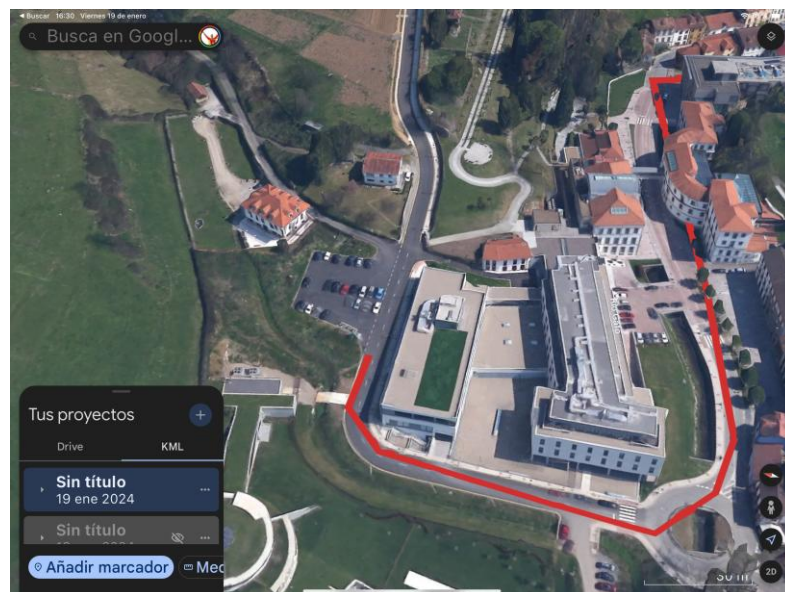 ◄ Buscar 16:30 Viernes 19 de enero
Busca en Googl...
Tus proyectos
Drive KML
Sin título
19 ene 2024
Sin título
Añadir marcador
Med
30 m
2D